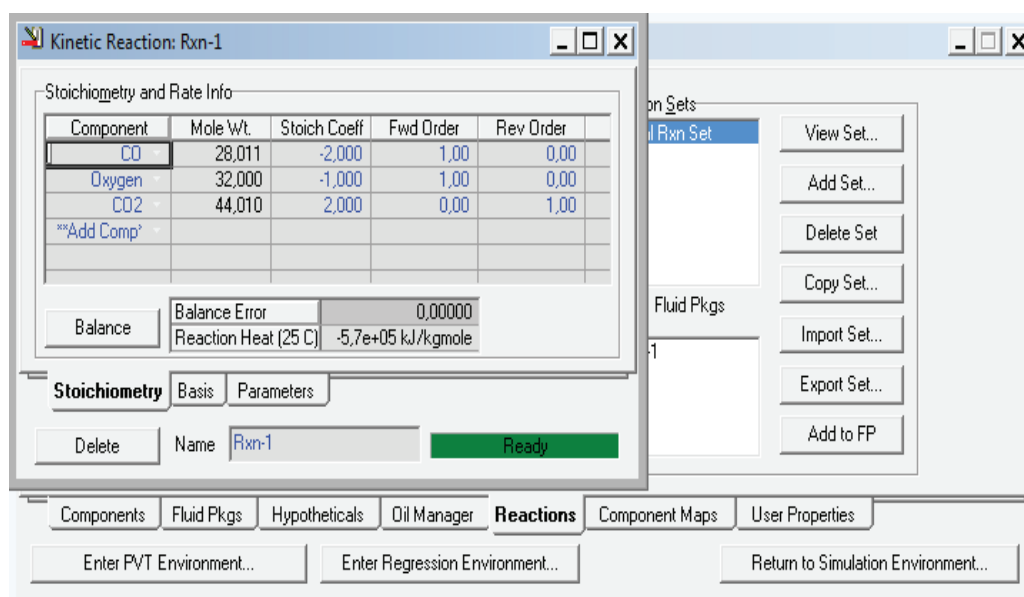 Kinetic Reaction: Rxn-1
Stoichiometry and Rate Info
Component Mole Wt. Stoich Coeff Fwd Order Rev Order
CO 28,011 -2,000 1,00 0,00
Oxygen 32,000 -1,000 1,00 0,00
CO2 44,010 2,000 0,00 1,00
**Add Comp*
Balance
Balance Error 0,00000
Reaction Heat (25 C) -5,7e+05 kJ/kgmole
Stoichiometry Basis Parameters
Delete Name Rxn-1 Ready
on Sets
l Rxn Set
View Set...
Add Set...
Delete Set
Copy Set...
Fluid Pkgs
-1
Import Set...
Export Set...
Add to FP
Components Fluid Pkgs Hypotheticals Oil Manager Reactions Component Maps User Properties
Enter PVT Environment... Enter Regression Environment... Return to Simulation Environment...